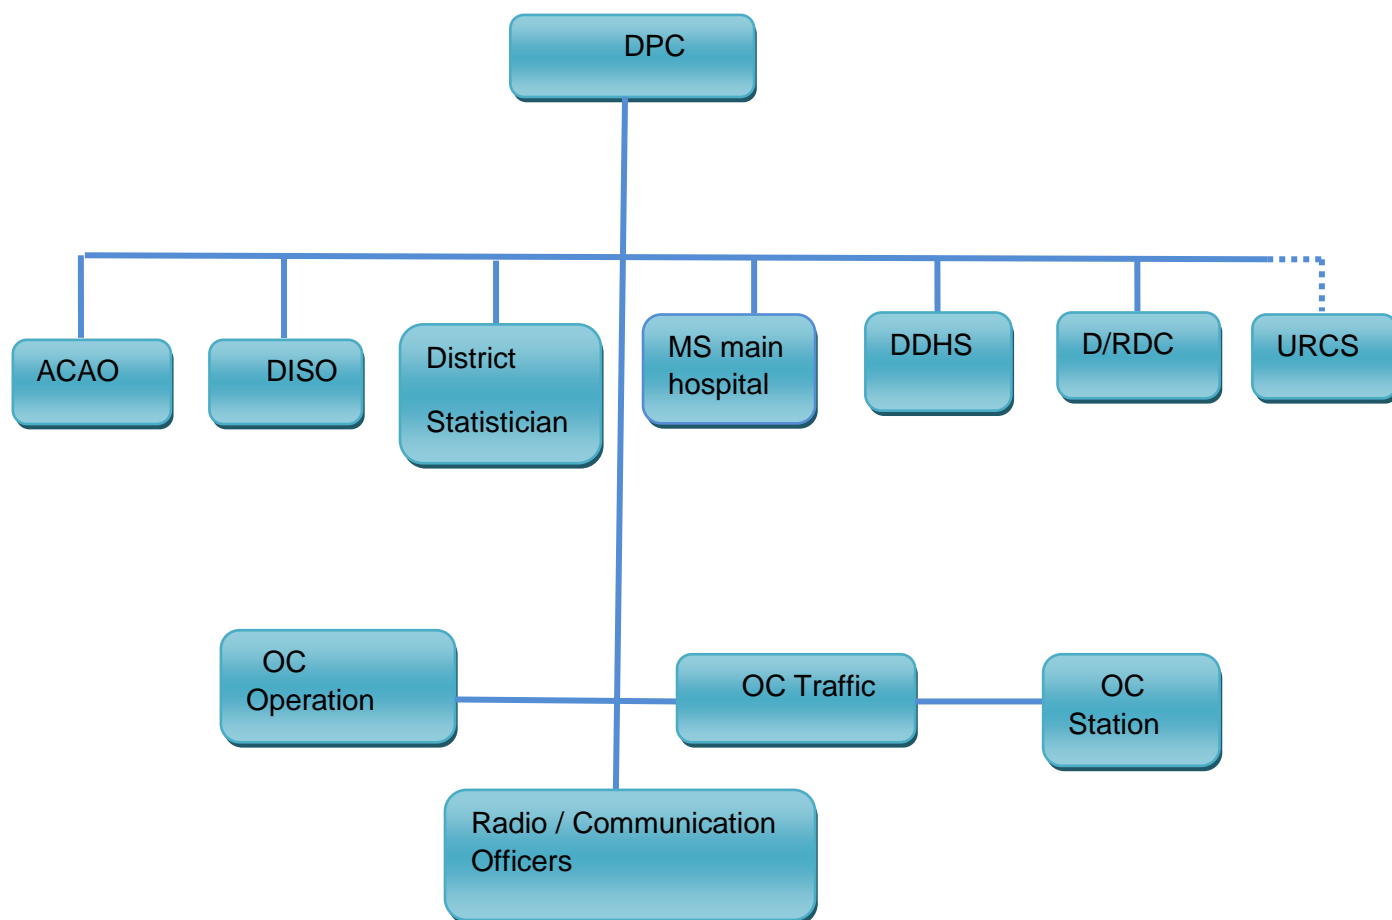 DPC
ACAO
DISO
District
Statistician
MS main
hospital
DDHS
D/RDC
URCS
OC
Operation
OC Traffic
OC
Station
Radio / Communication
Officers